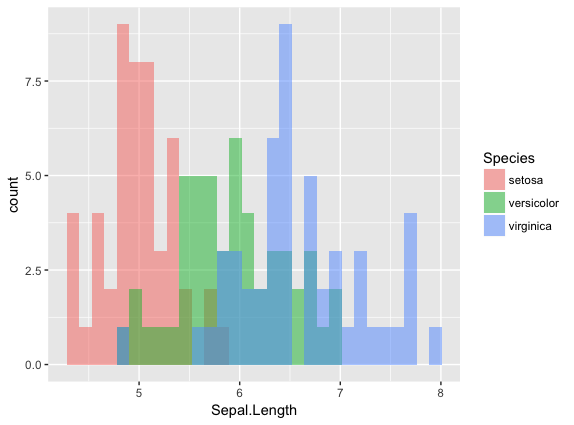 count
7.5
5.0
2.5
0.0
5 6 7 8
Sepal.Length
Species
setosa
versicolor
virginica